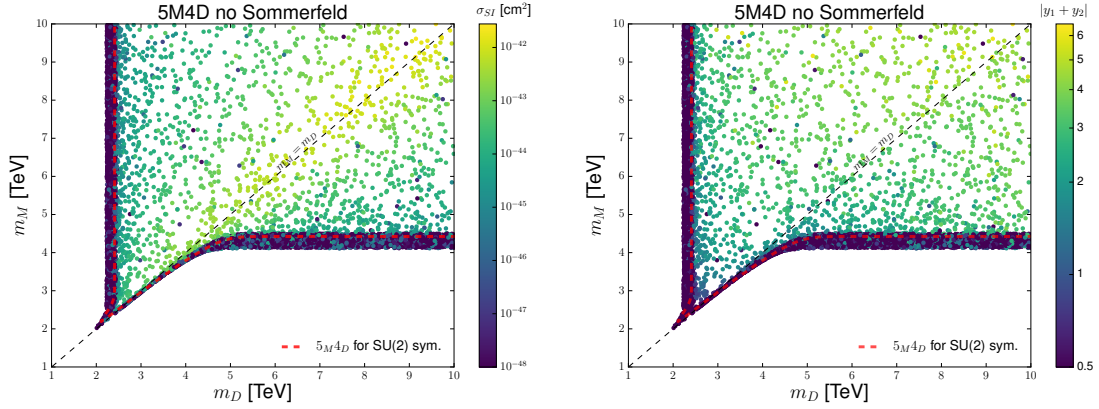 5M4D no Sommerfeld
σ_SI [cm²]
10
9
8
7
6
5
4
3
2
1
m_M [TeV]
m_M = m_D
5_M4_D for SU(2) sym.
1 2 3 4 5 6 7 8 9 10
m_D [TeV]
10⁻⁴²
10⁻⁴³
10⁻⁴⁴
10⁻⁴⁵
10⁻⁴⁶
10⁻⁴⁷
10⁻⁴⁸
5M4D no Sommerfeld
|y₁ + y₂|
10
9
8
7
6
5
4
3
2
1
m_M [TeV]
m_M = m_D
5_M4_D for SU(2) sym.
1 2 3 4 5 6 7 8 9 10
m_D [TeV]
6
5
4
3
2
1
0.5